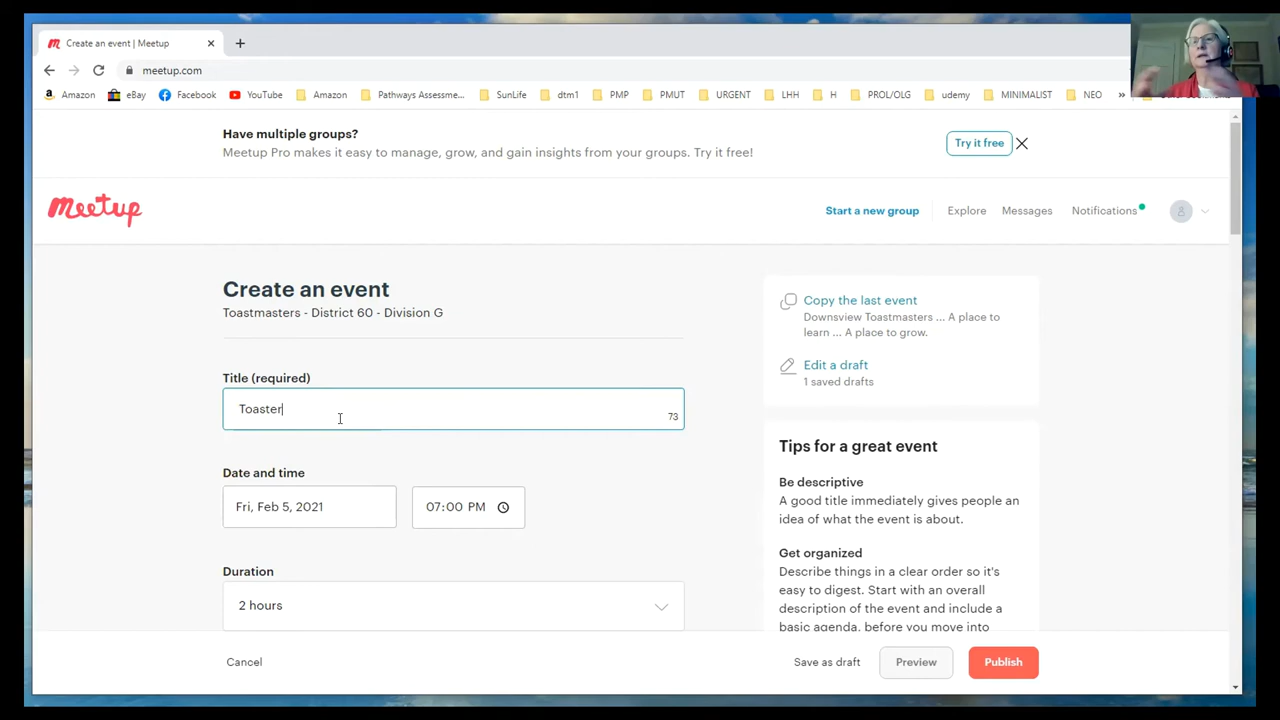 Create an event | Meetup
meetup.com
Amazon eBay Facebook YouTube Amazon Pathways Assessme... SunLife dtm1 PMP PMUT URGENT LHH H PROL/OLG udemy MINIMALIST NEO »
Have multiple groups?
Meetup Pro makes it easy to manage, grow, and gain insights from your groups. Try it free!
Try it free
meetup
Start a new group Explore Messages Notifications
Create an event
Toastmasters - District 60 - Division G
Title (required)
Toaster
73
Date and time
Fri, Feb 5, 2021 07:00 PM
Duration
2 hours
Copy the last event
Downsview Toastmasters ... A place to
learn ... A place to grow.
Edit a draft
1 saved drafts
Tips for a great event
Be descriptive
A good title immediately gives people an
idea of what the event is about.
Get organized
Describe things in a clear order so it's
easy to digest. Start with an overall
description of the event and include a
basic agenda, before you move into
Cancel Save as draft Preview Publish